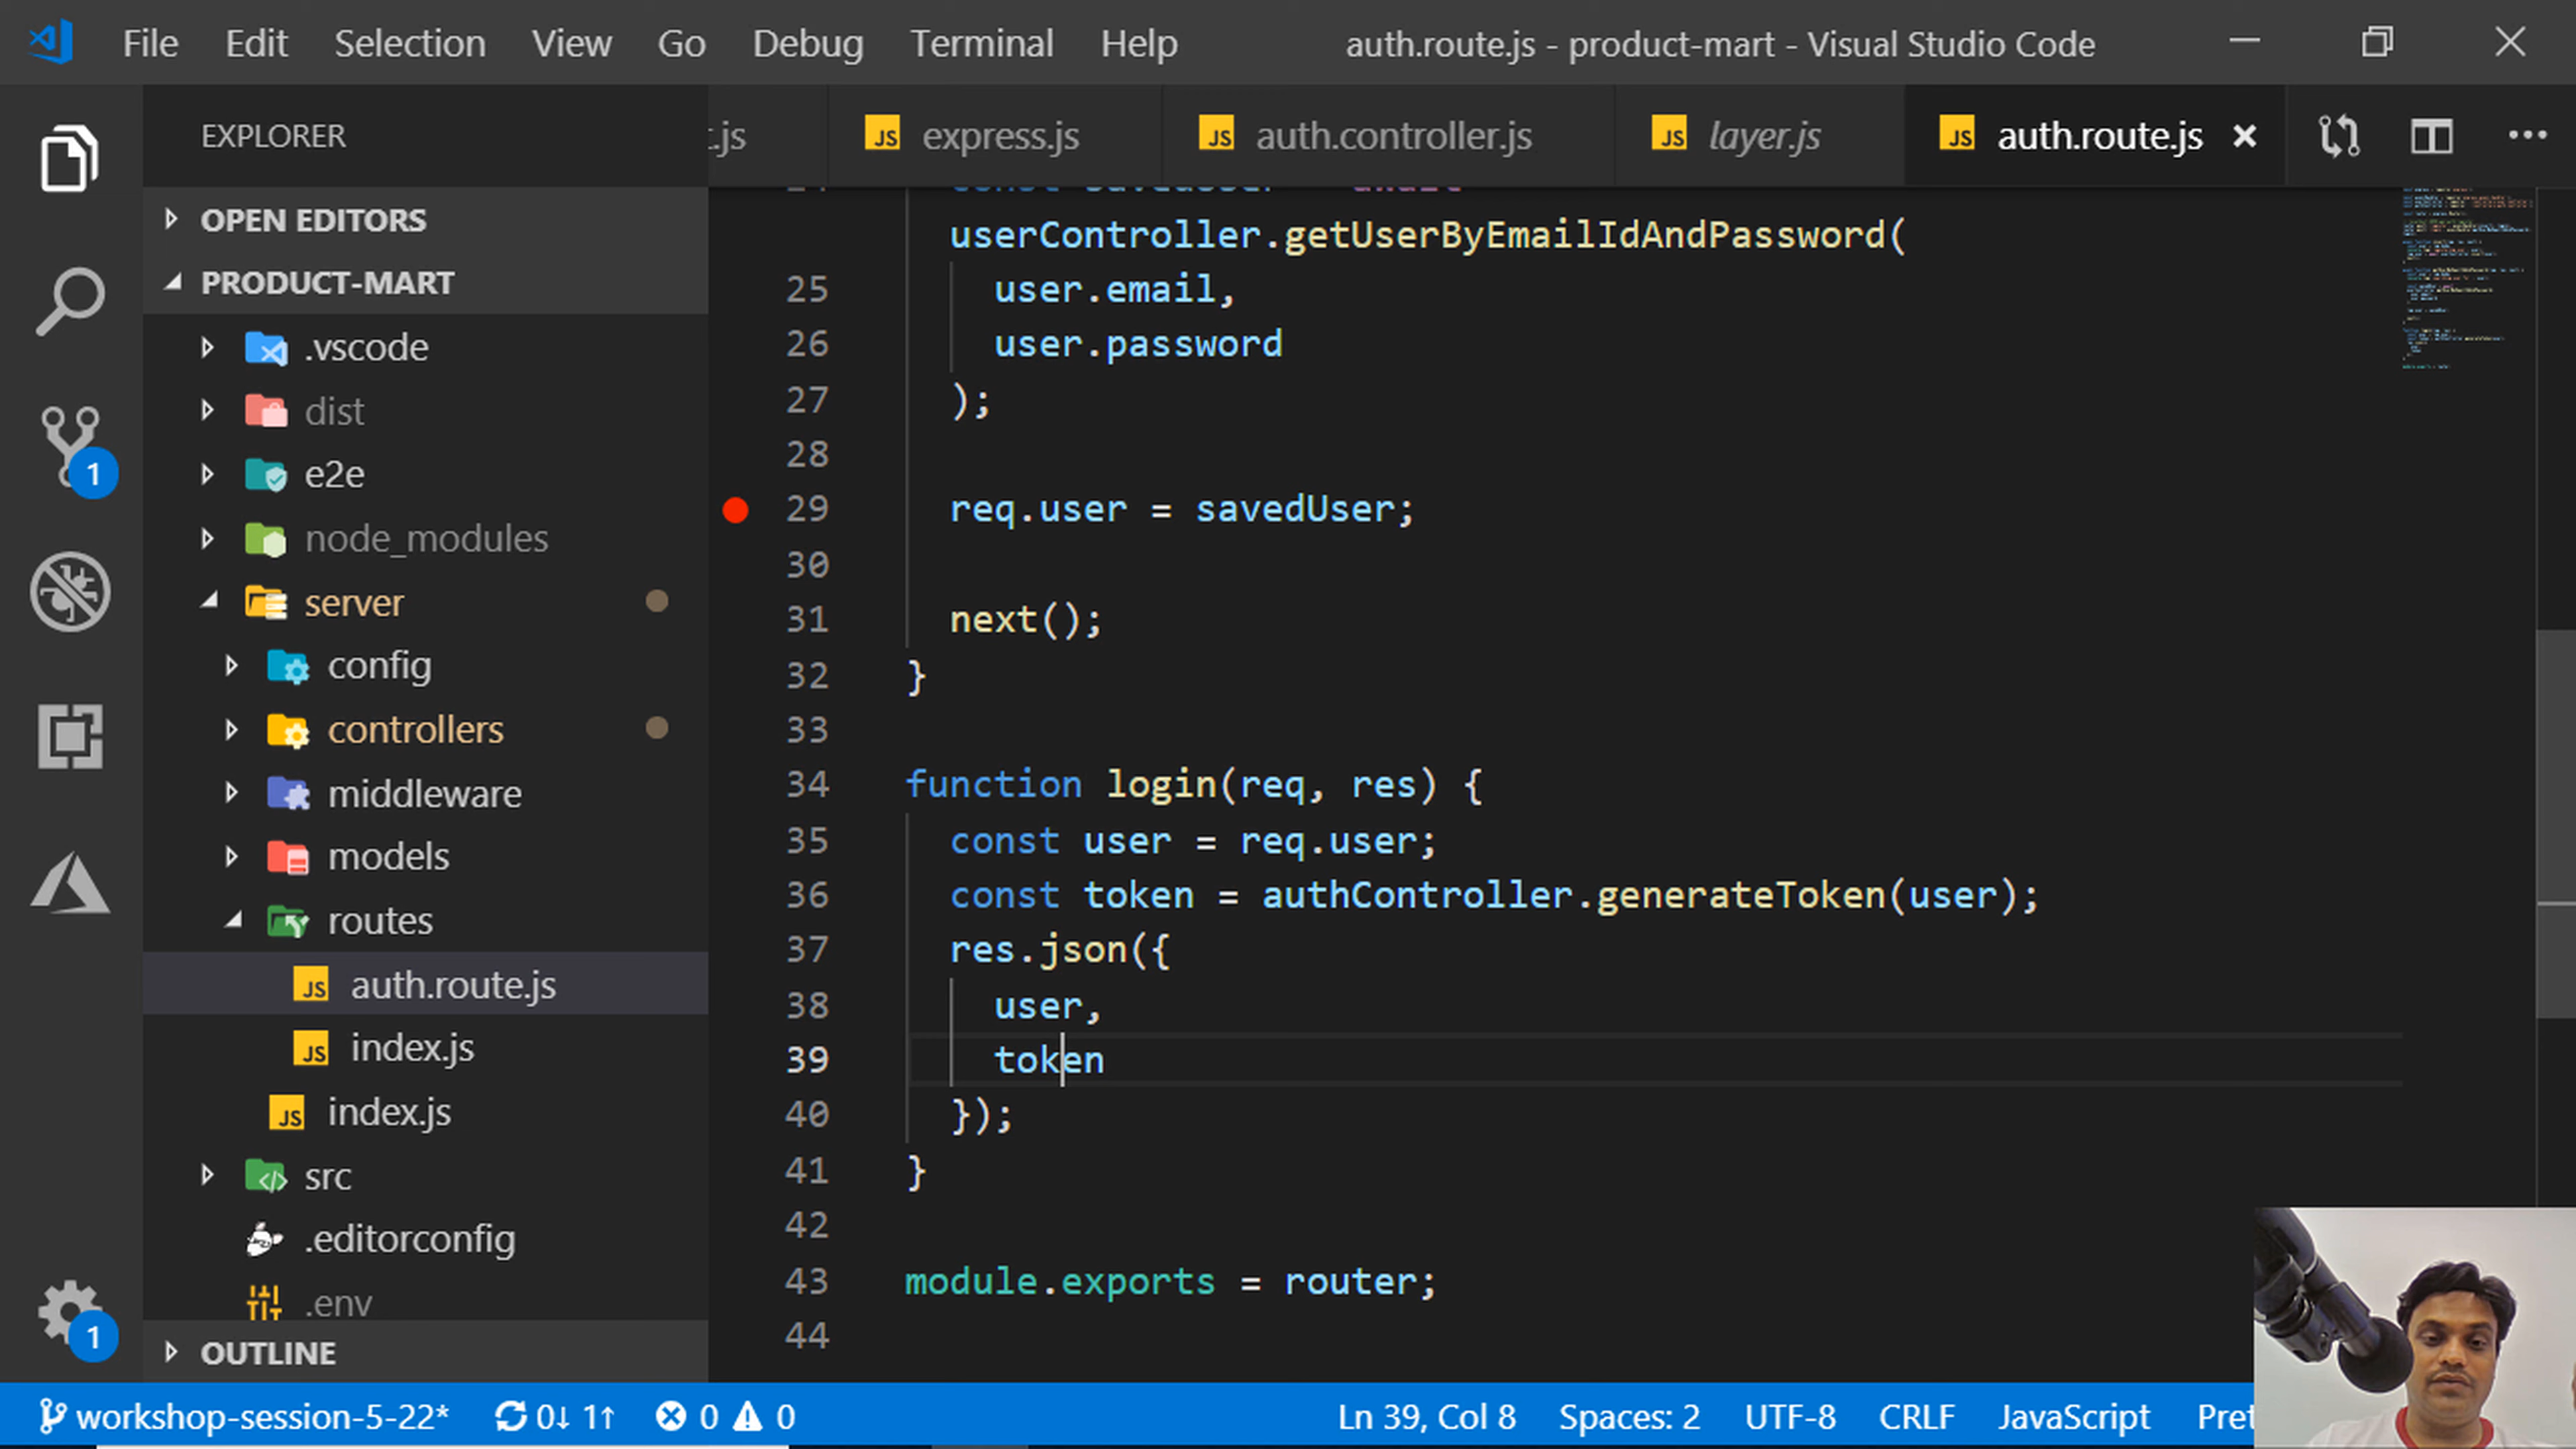 File Edit Selection View Go Debug Terminal Help auth.route.js - product-mart - Visual Studio Code
EXPLORER
t.js express.js auth.controller.js layer.js auth.route.js
OPEN EDITORS
PRODUCT-MART
.vscode
dist
e2e
node_modules
server
config
controllers
middleware
models
routes
auth.route.js
index.js
index.js
src
.editorconfig
.env
OUTLINE
1
1
const savedUser = await
userController.getUserByEmailIdAndPassword(
25 user.email,
26 user.password
27 );
28
29 req.user = savedUser;
30
31 next();
32 }
33
34 function login(req, res) {
35 const user = req.user;
36 const token = authController.generateToken(user);
37 res.json({
38 user,
39 token
40 });
41 }
42
43 module.exports = router;
44
workshop-session-5-22* 0↓ 1↑ 0 0 Ln 39, Col 8 Spaces: 2 UTF-8 CRLF JavaScript Pret